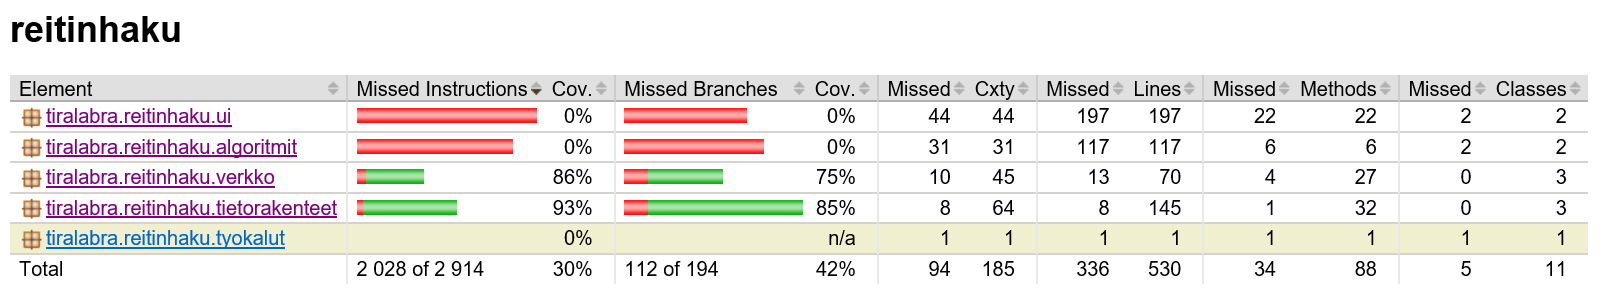 reitinhaku
Element Missed Instructions Cov. Missed Branches Cov. Missed Cxty Missed Lines Missed Methods Missed Classes
tiralabra.reitinhaku.ui 0% 0% 44 44 197 197 22 22 2 2
tiralabra.reitinhaku.algoritmit 0% 0% 31 31 117 117 6 6 2 2
tiralabra.reitinhaku.verkko 86% 75% 10 45 13 70 4 27 0 3
tiralabra.reitinhaku.tietorakenteet 93% 85% 8 64 8 145 1 32 0 3
tiralabra.reitinhaku.tyokalut 0% n/a 1 1 1 1 1 1 1 1
Total 2 028 of 2 914 30% 112 of 194 42% 94 185 336 530 34 88 5 11